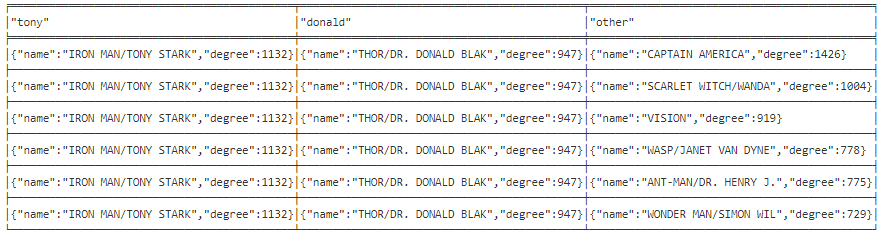 "tony" "donald" "other"
{"name":"IRON MAN/TONY STARK","degree":1132} {"name":"THOR/DR. DONALD BLAK","degree":947} {"name":"CAPTAIN AMERICA","degree":1426}
{"name":"IRON MAN/TONY STARK","degree":1132} {"name":"THOR/DR. DONALD BLAK","degree":947} {"name":"SCARLET WITCH/WANDA","degree":1004}
{"name":"IRON MAN/TONY STARK","degree":1132} {"name":"THOR/DR. DONALD BLAK","degree":947} {"name":"VISION","degree":919}
{"name":"IRON MAN/TONY STARK","degree":1132} {"name":"THOR/DR. DONALD BLAK","degree":947} {"name":"WASP/JANET VAN DYNE","degree":778}
{"name":"IRON MAN/TONY STARK","degree":1132} {"name":"THOR/DR. DONALD BLAK","degree":947} {"name":"ANT-MAN/DR. HENRY J.","degree":775}
{"name":"IRON MAN/TONY STARK","degree":1132} {"name":"THOR/DR. DONALD BLAK","degree":947} {"name":"WONDER MAN/SIMON WIL","degree":729}